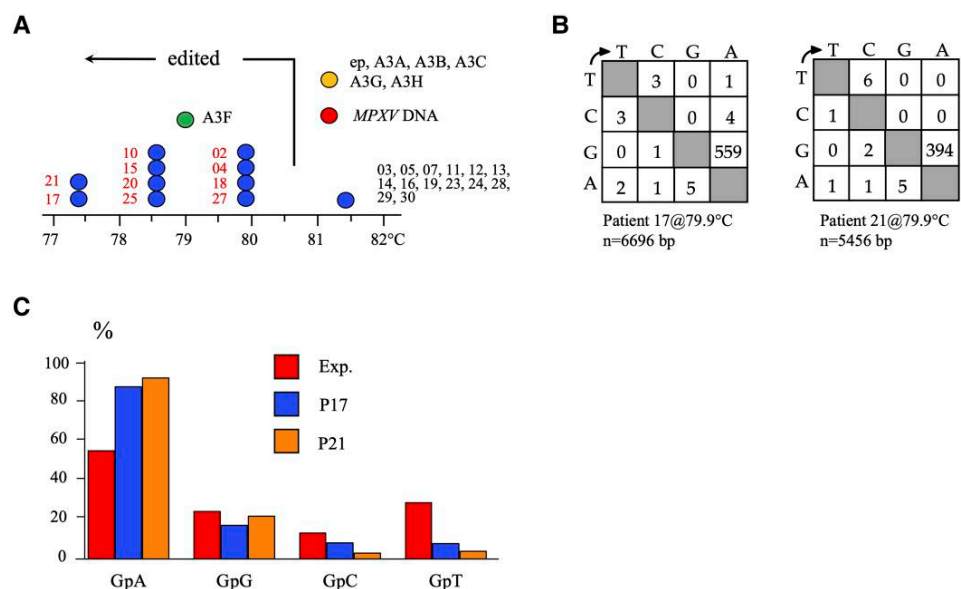 A
edited
ep, A3A, A3B, A3C
A3G, A3H
A3F
MPXV DNA
21
17
10
15
20
25
02
04
18
27
03, 05, 07, 11, 12, 13,
14, 16, 19, 23, 24, 28,
29, 30
77 78 79 80 81 82°C
B
T C G A
T 3 0 1
C 3 0 4
G 0 1 559
A 2 1 5
Patient 17@79.9°C
n=6696 bp
T C G A
T 6 0 0
C 1 0 0
G 0 2 394
A 1 1 5
Patient 21@79.9°C
n=5456 bp
C
%
100
80
60
40
20
0
Exp.
P17
P21
GpA GpG GpC GpT